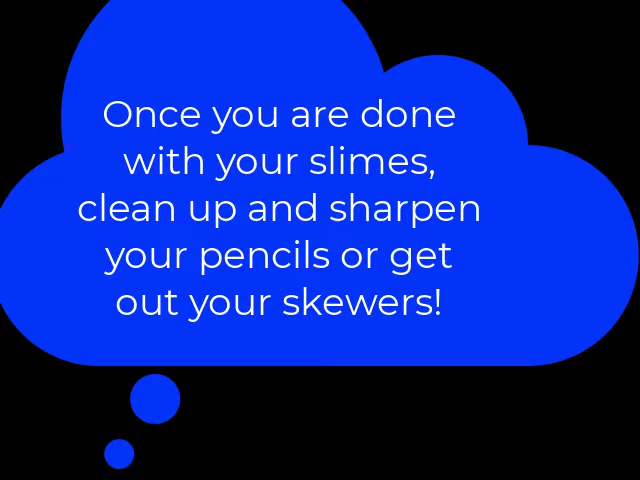 Once you are done
with your slimes,
clean up and sharpen
your pencils or get
out your skewers!